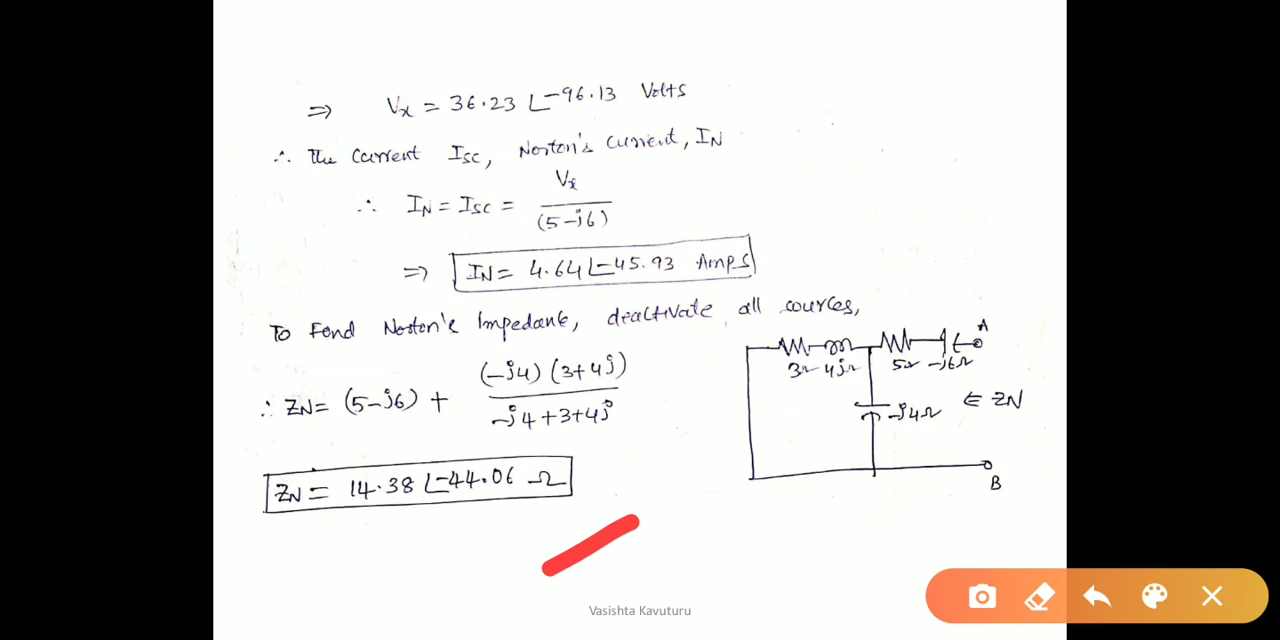 ⇒ Vx = 36.23 ∠-96.13 Volts
∴ The Current Isc, Norton's Current, IN
∴ IN = Isc = Vx / (5-j6)
⇒ IN = 4.64 ∠-45.93 Amps
To Find Norton's Impedank, deactivate all sources,
∴ ZN = (5-j6) + (-j4)(3+4j) / -j4+3+4j
ZN = 14.38 ∠-44.06 Ω
A
3Ω 4jΩ 5Ω -j6Ω
-j4Ω ⇐ ZN
B
Vasishta Kavuturu